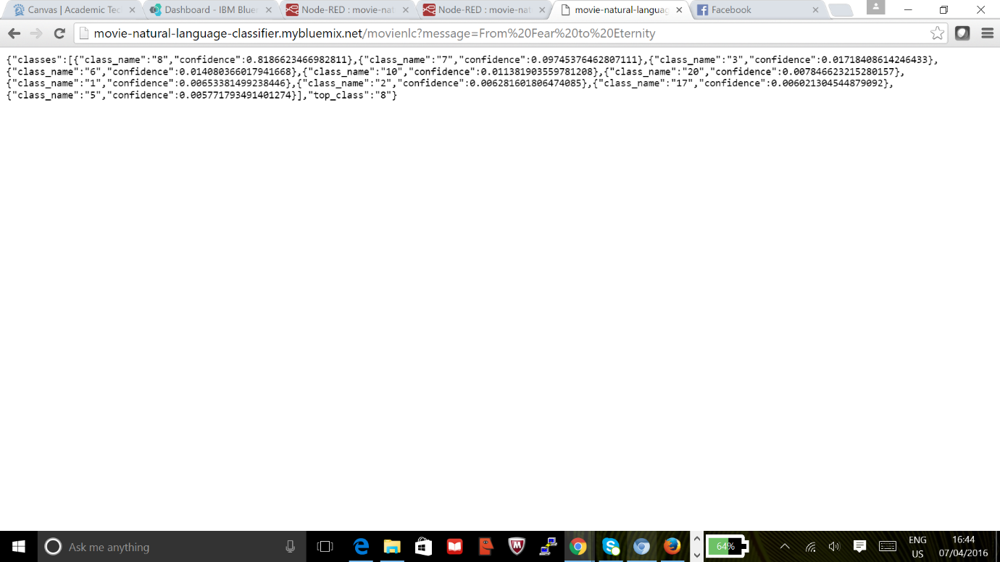 Canvas | Academic Tec
Dashboard - IBM Bluer
Node-RED : movie-nat
Node-RED : movie-nat
movie-natural-languag
Facebook
movie-natural-language-classifier.mybluemix.net/movienlc?message=From%20Fear%20to%20Eternity
{"classes":[{"class_name":"8","confidence":0.8186623466982811},{"class_name":"7","confidence":0.09745376462807111},{"class_name":"3","confidence":0.01718408614246433},
{"class_name":"6","confidence":0.014080366017941668},{"class_name":"10","confidence":0.011381903559781208},{"class_name":"20","confidence":0.007846623215280157},
{"class_name":"1","confidence":0.00653381499238446},{"class_name":"2","confidence":0.006281601806474085},{"class_name":"17","confidence":0.006021304544879092},
{"class_name":"5","confidence":0.005771793491401274}],"top_class":"8"}
Ask me anything
64%
ENG
US
16:44
07/04/2016